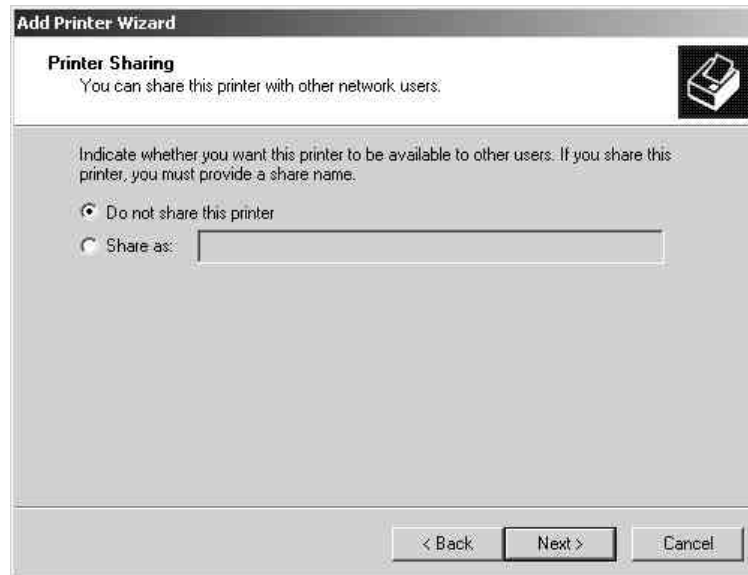 Add Printer Wizard
Printer Sharing
You can share this printer with other network users.
Indicate whether you want this printer to be available to other users. If you share this
printer, you must provide a share name.
Do not share this printer
Share as:
< Back Next > Cancel